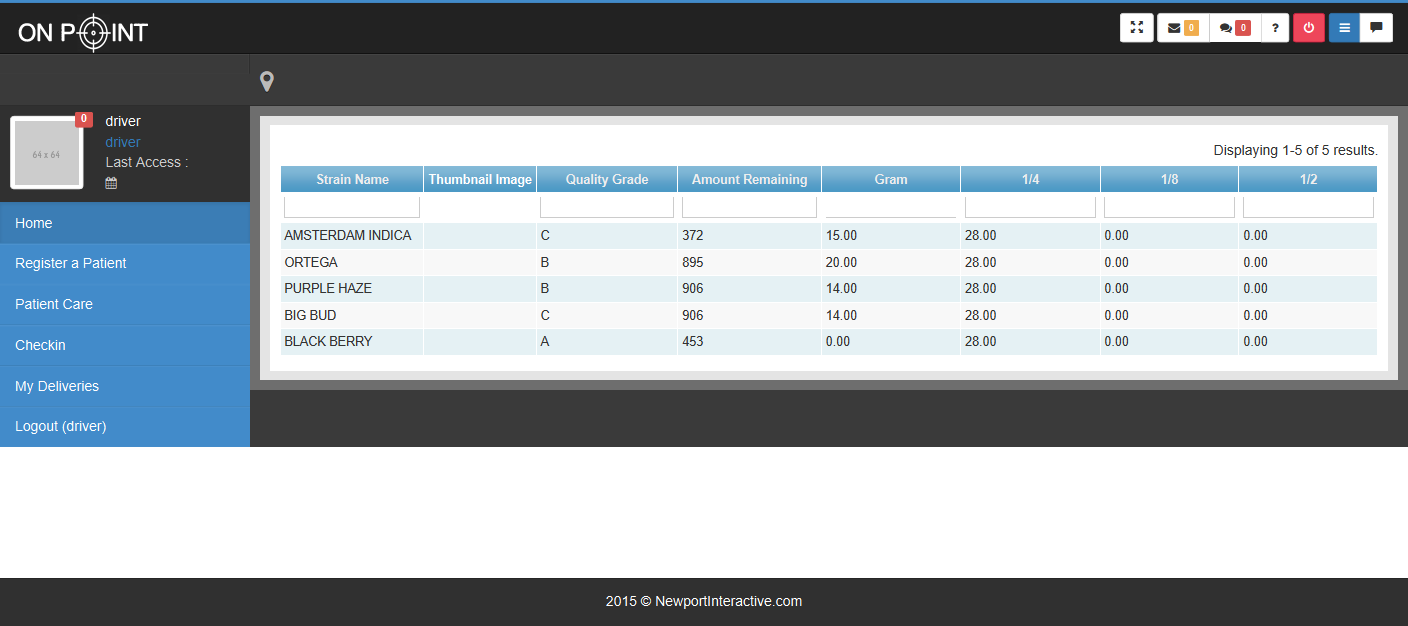 ON POINT
0 0 ?
0
64 x 64
driver
driver
Last Access :
Home
Register a Patient
Patient Care
Checkin
My Deliveries
Logout (driver)
Displaying 1-5 of 5 results.
Strain Name Thumbnail Image Quality Grade Amount Remaining Gram 1/4 1/8 1/2
AMSTERDAM INDICA C 372 15.00 28.00 0.00 0.00
ORTEGA B 895 20.00 28.00 0.00 0.00
PURPLE HAZE B 906 14.00 28.00 0.00 0.00
BIG BUD C 906 14.00 28.00 0.00 0.00
BLACK BERRY A 453 0.00 28.00 0.00 0.00
2015 © NewportInteractive.com